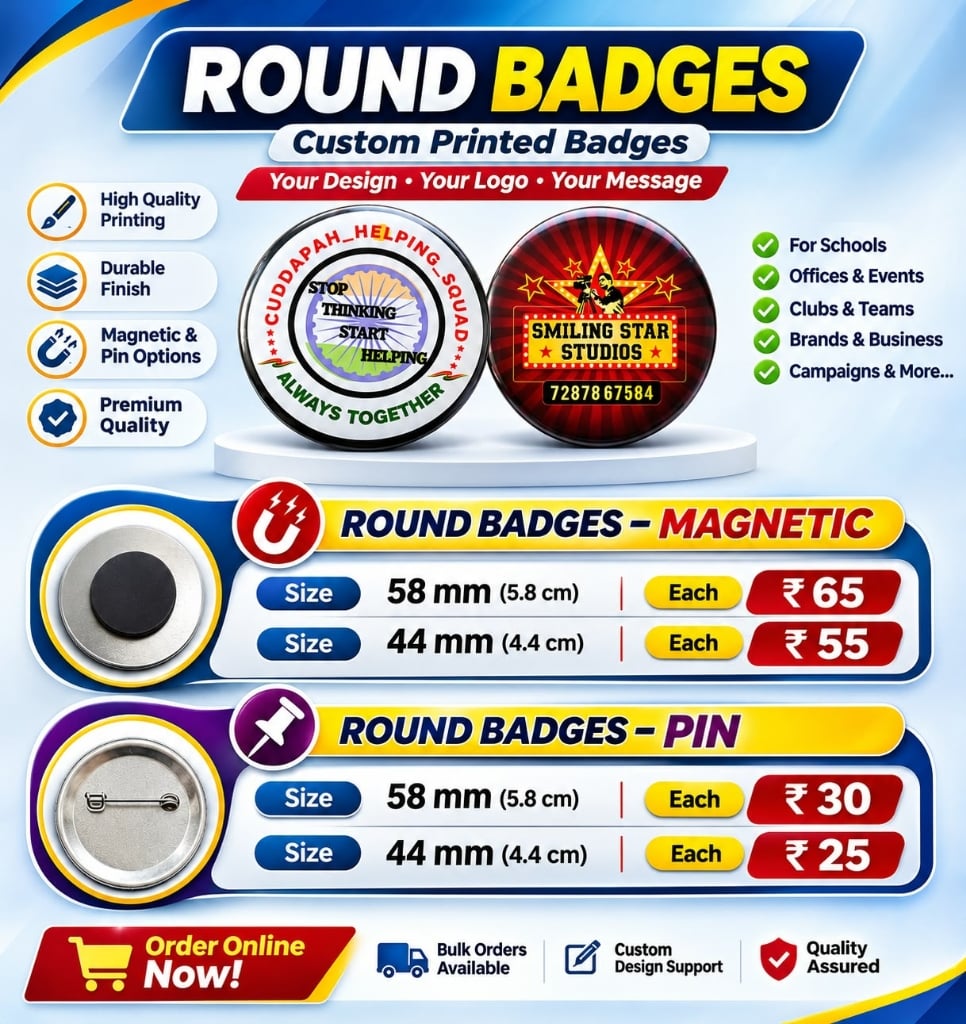 ROUND BADGES
Custom Printed Badges
Your Design • Your Logo • Your Message
High Quality
Printing
Durable
Finish
Magnetic &
Pin Options
Premium
Quality
CUDDAPAH_HELPING_SQUAD
STOP
THINKING
START
HELPING
ALWAYS TOGETHER
SMILING STAR
STUDIOS
72878 67584
For Schools
Offices & Events
Clubs & Teams
Brands & Business
Campaigns & More...
ROUND BADGES – MAGNETIC
Size 58 mm (5.8 cm) Each ₹ 65
Size 44 mm (4.4 cm) Each ₹ 55
ROUND BADGES – PIN
Size 58 mm (5.8 cm) Each ₹ 30
Size 44 mm (4.4 cm) Each ₹ 25
Order Online
Now!
Bulk Orders
Available
Custom
Design Support
Quality
Assured